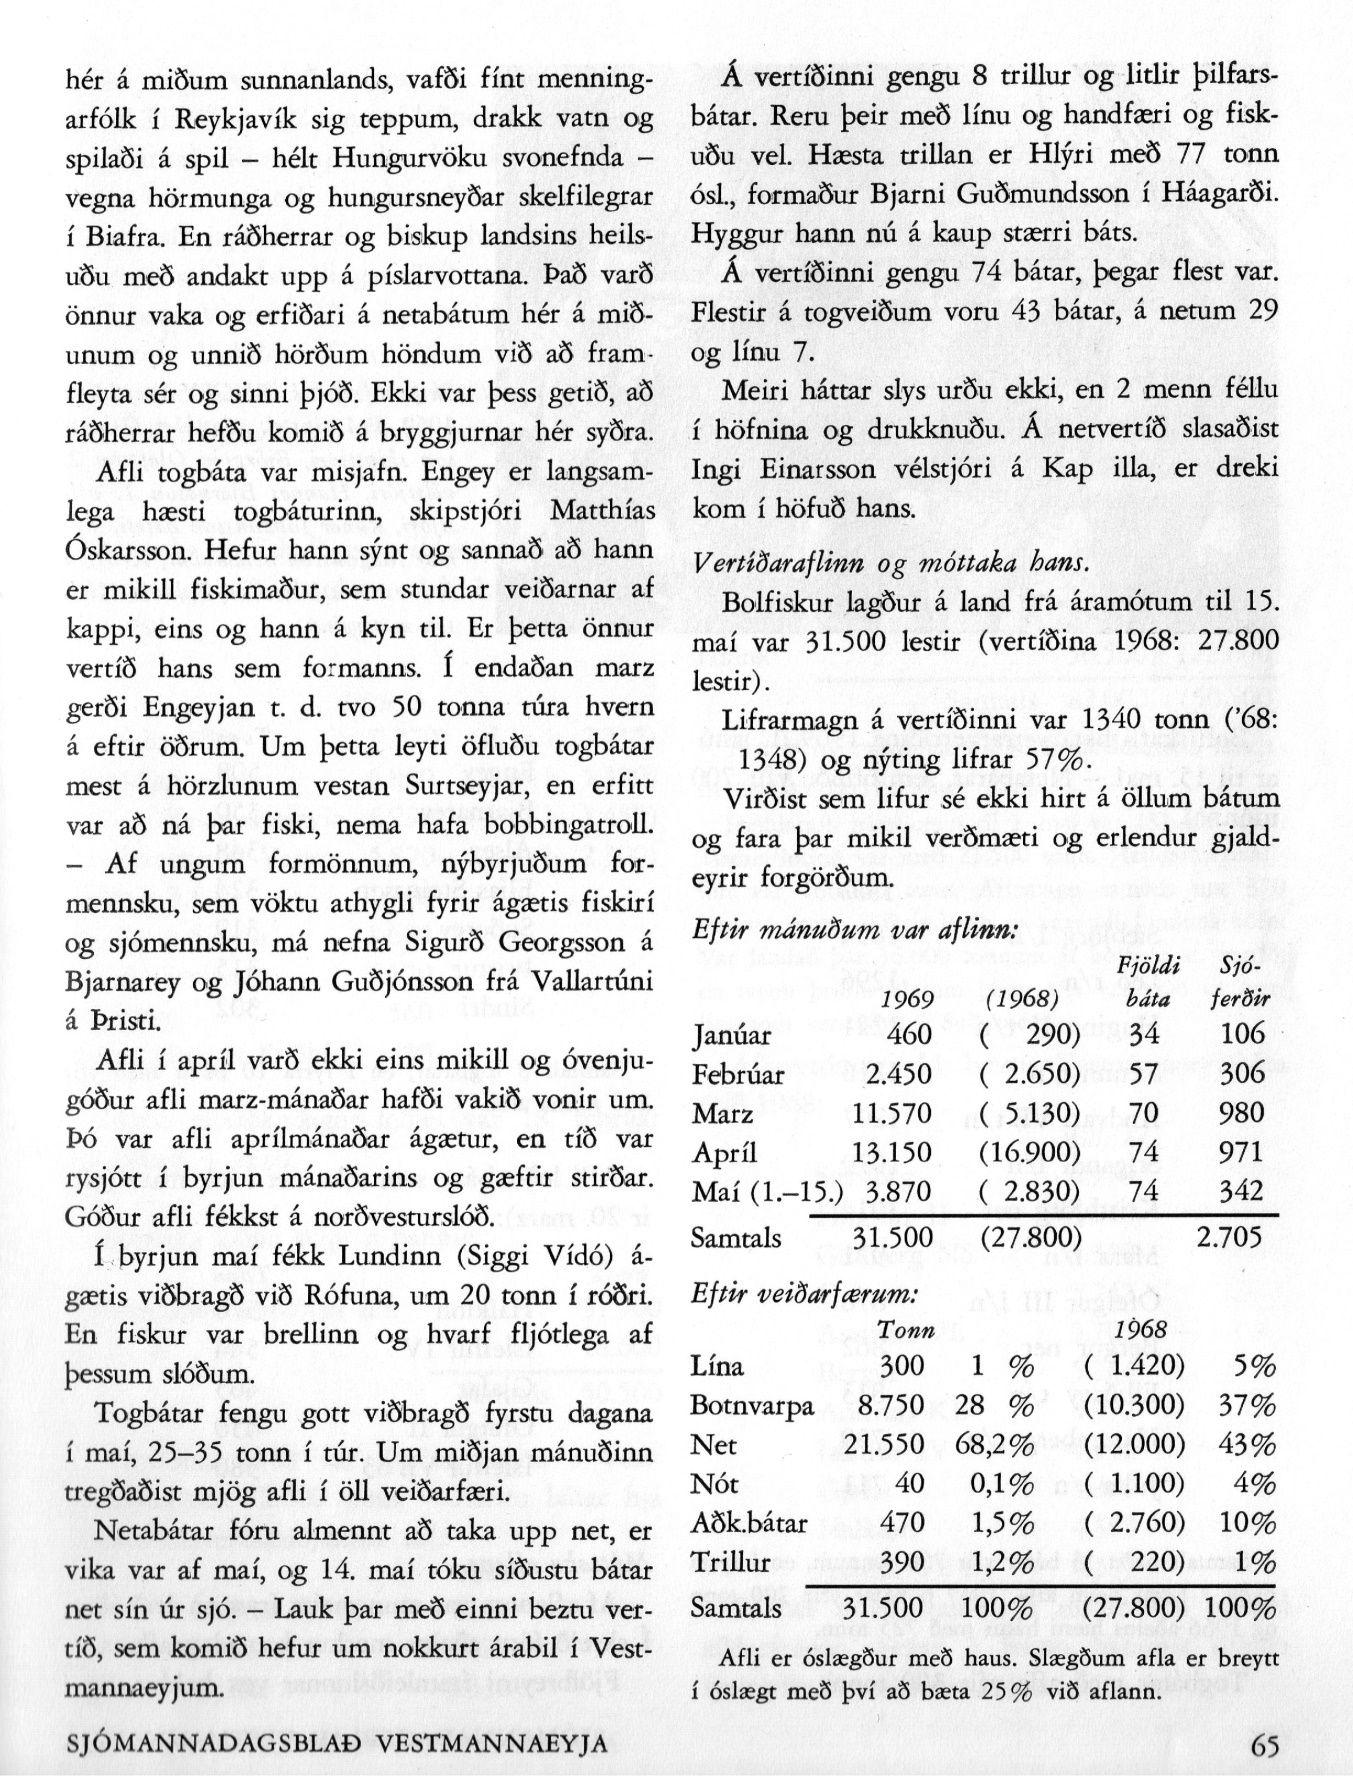 hér á miðum sunnanlands, vafði fínt menning-
arfólk í Reykjavík sig teppum, drakk vatn og
spilaði á spil – hélt Hungurvöku svonefnda –
vegna hörmunga og hungursneyðar skelfilegrar
í Biafra. En ráðherrar og biskup landsins heils-
uðu með andakt upp á píslarvottana. Það varð
önnur vaka og erfiðari á netabátum hér á mið-
unum og unnið hörðum höndum við að fram-
fleyta sér og sinni þjóð. Ekki var þess getið, að
ráðherrar hefðu komið á bryggjurnar hér syðra.
Afli togbáta var misjafn. Engey er langsam-
lega hæsti togbáturinn, skipstjóri Matthías
Óskarsson. Hefur hann sýnt og sannað að hann
er mikill fiskimaður, sem stundar veiðarnar af
kappi, eins og hann á kyn til. Er þetta önnur
vertíð hans sem formanns. Í endaðan marz
gerði Engeyjan t. d. tvo 50 tonna túra hvern
á eftir öðrum. Um þetta leyti öfluðu togbátar
mest á hörzlunum vestan Surtseyjar, en erfitt
var að ná þar fiski, nema hafa bobbingatroll.
– Af ungum formönnum, nýbyrjuðum for-
mennsku, sem vöktu athygli fyrir ágætis fiskirí
og sjómennsku, má nefna Sigurð Georgsson á
Bjarnarey og Jóhann Guðjónsson frá Vallartúni
á Þristi.
Afli í apríl varð ekki eins mikill og óvenju-
góður afli marz-mánaðar hafði vakið vonir um.
Þó var afli aprílmánaðar ágætur, en tíð var
rysjótt í byrjun mánaðarins og gæftir stirðar.
Góður afli fékkst á norðvesturslóð.
Í byrjun maí fékk Lundinn (Siggi Vídó) á-
gætis viðbragð við Rófuna, um 20 tonn í róðri.
En fiskur var brellinn og hvarf fljótlega af
þessum slóðum.
Togbátar fengu gott viðbragð fyrstu dagana
í maí, 25–35 tonn í túr. Um miðjan mánuðinn
tregðaðist mjög afli í öll veiðarfæri.
Netabátar fóru almennt að taka upp net, er
vika var af maí, og 14. maí tóku síðustu bátar
net sín úr sjó. – Lauk þar með einni beztu ver-
tíð, sem komið hefur um nokkurt árabil í Vest-
mannaeyjum.
Á vertíðinni gengu 8 trillur og litlir þilfars-
bátar. Reru þeir með línu og handfæri og fisk-
uðu vel. Hæsta trillan er Hlýri með 77 tonn
ósl., formaður Bjarni Guðmundsson í Háagarði.
Hyggur hann nú á kaup stærri báts.
Á vertíðinni gengu 74 bátar, þegar flest var.
Flestir á togveiðum voru 43 bátar, á netum 29
og línu 7.
Meiri háttar slys urðu ekki, en 2 menn féllu
í höfnina og drukknuðu. Á netvertíð slasaðist
Ingi Einarsson vélstjóri á Kap illa, er dreki
kom í höfuð hans.
Vertíðaraflinn og móttaka hans.
Bolfiskur lagður á land frá áramótum til 15.
maí var 31.500 lestir (vertíðina 1968: 27.800
lestir).
Lifrarmagn á vertíðinni var 1340 tonn ('68:
1348) og nýting lifrar 57%.
Virðist sem lifur sé ekki hirt á öllum bátum
og fara þar mikil verðmæti og erlendur gjald-
eyrir forgörðum.
Eftir mánuðum var aflinn:
Fjöldi Sjó-
1969 (1968) báta ferðir
Janúar 460 ( 290) 34 106
Febrúar 2.450 ( 2.650) 57 306
Marz 11.570 ( 5.130) 70 980
Apríl 13.150 (16.900) 74 971
Maí (1.–15.) 3.870 ( 2.830) 74 342
Samtals 31.500 (27.800) 2.705
Eftir veiðarfærum:
Tonn 1968
Lína 300 1 % ( 1.420) 5%
Botnvarpa 8.750 28 % (10.300) 37%
Net 21.550 68,2% (12.000) 43%
Nót 40 0,1% ( 1.100) 4%
Aðk.bátar 470 1,5% ( 2.760) 10%
Trillur 390 1,2% ( 220) 1%
Samtals 31.500 100% (27.800) 100%
Afli er óslægður með haus. Slægðum afla er breytt
í óslægt með því að bæta 25% við aflann.
SJÓMANNADAGSBLAÐ VESTMANNAEYJA 65